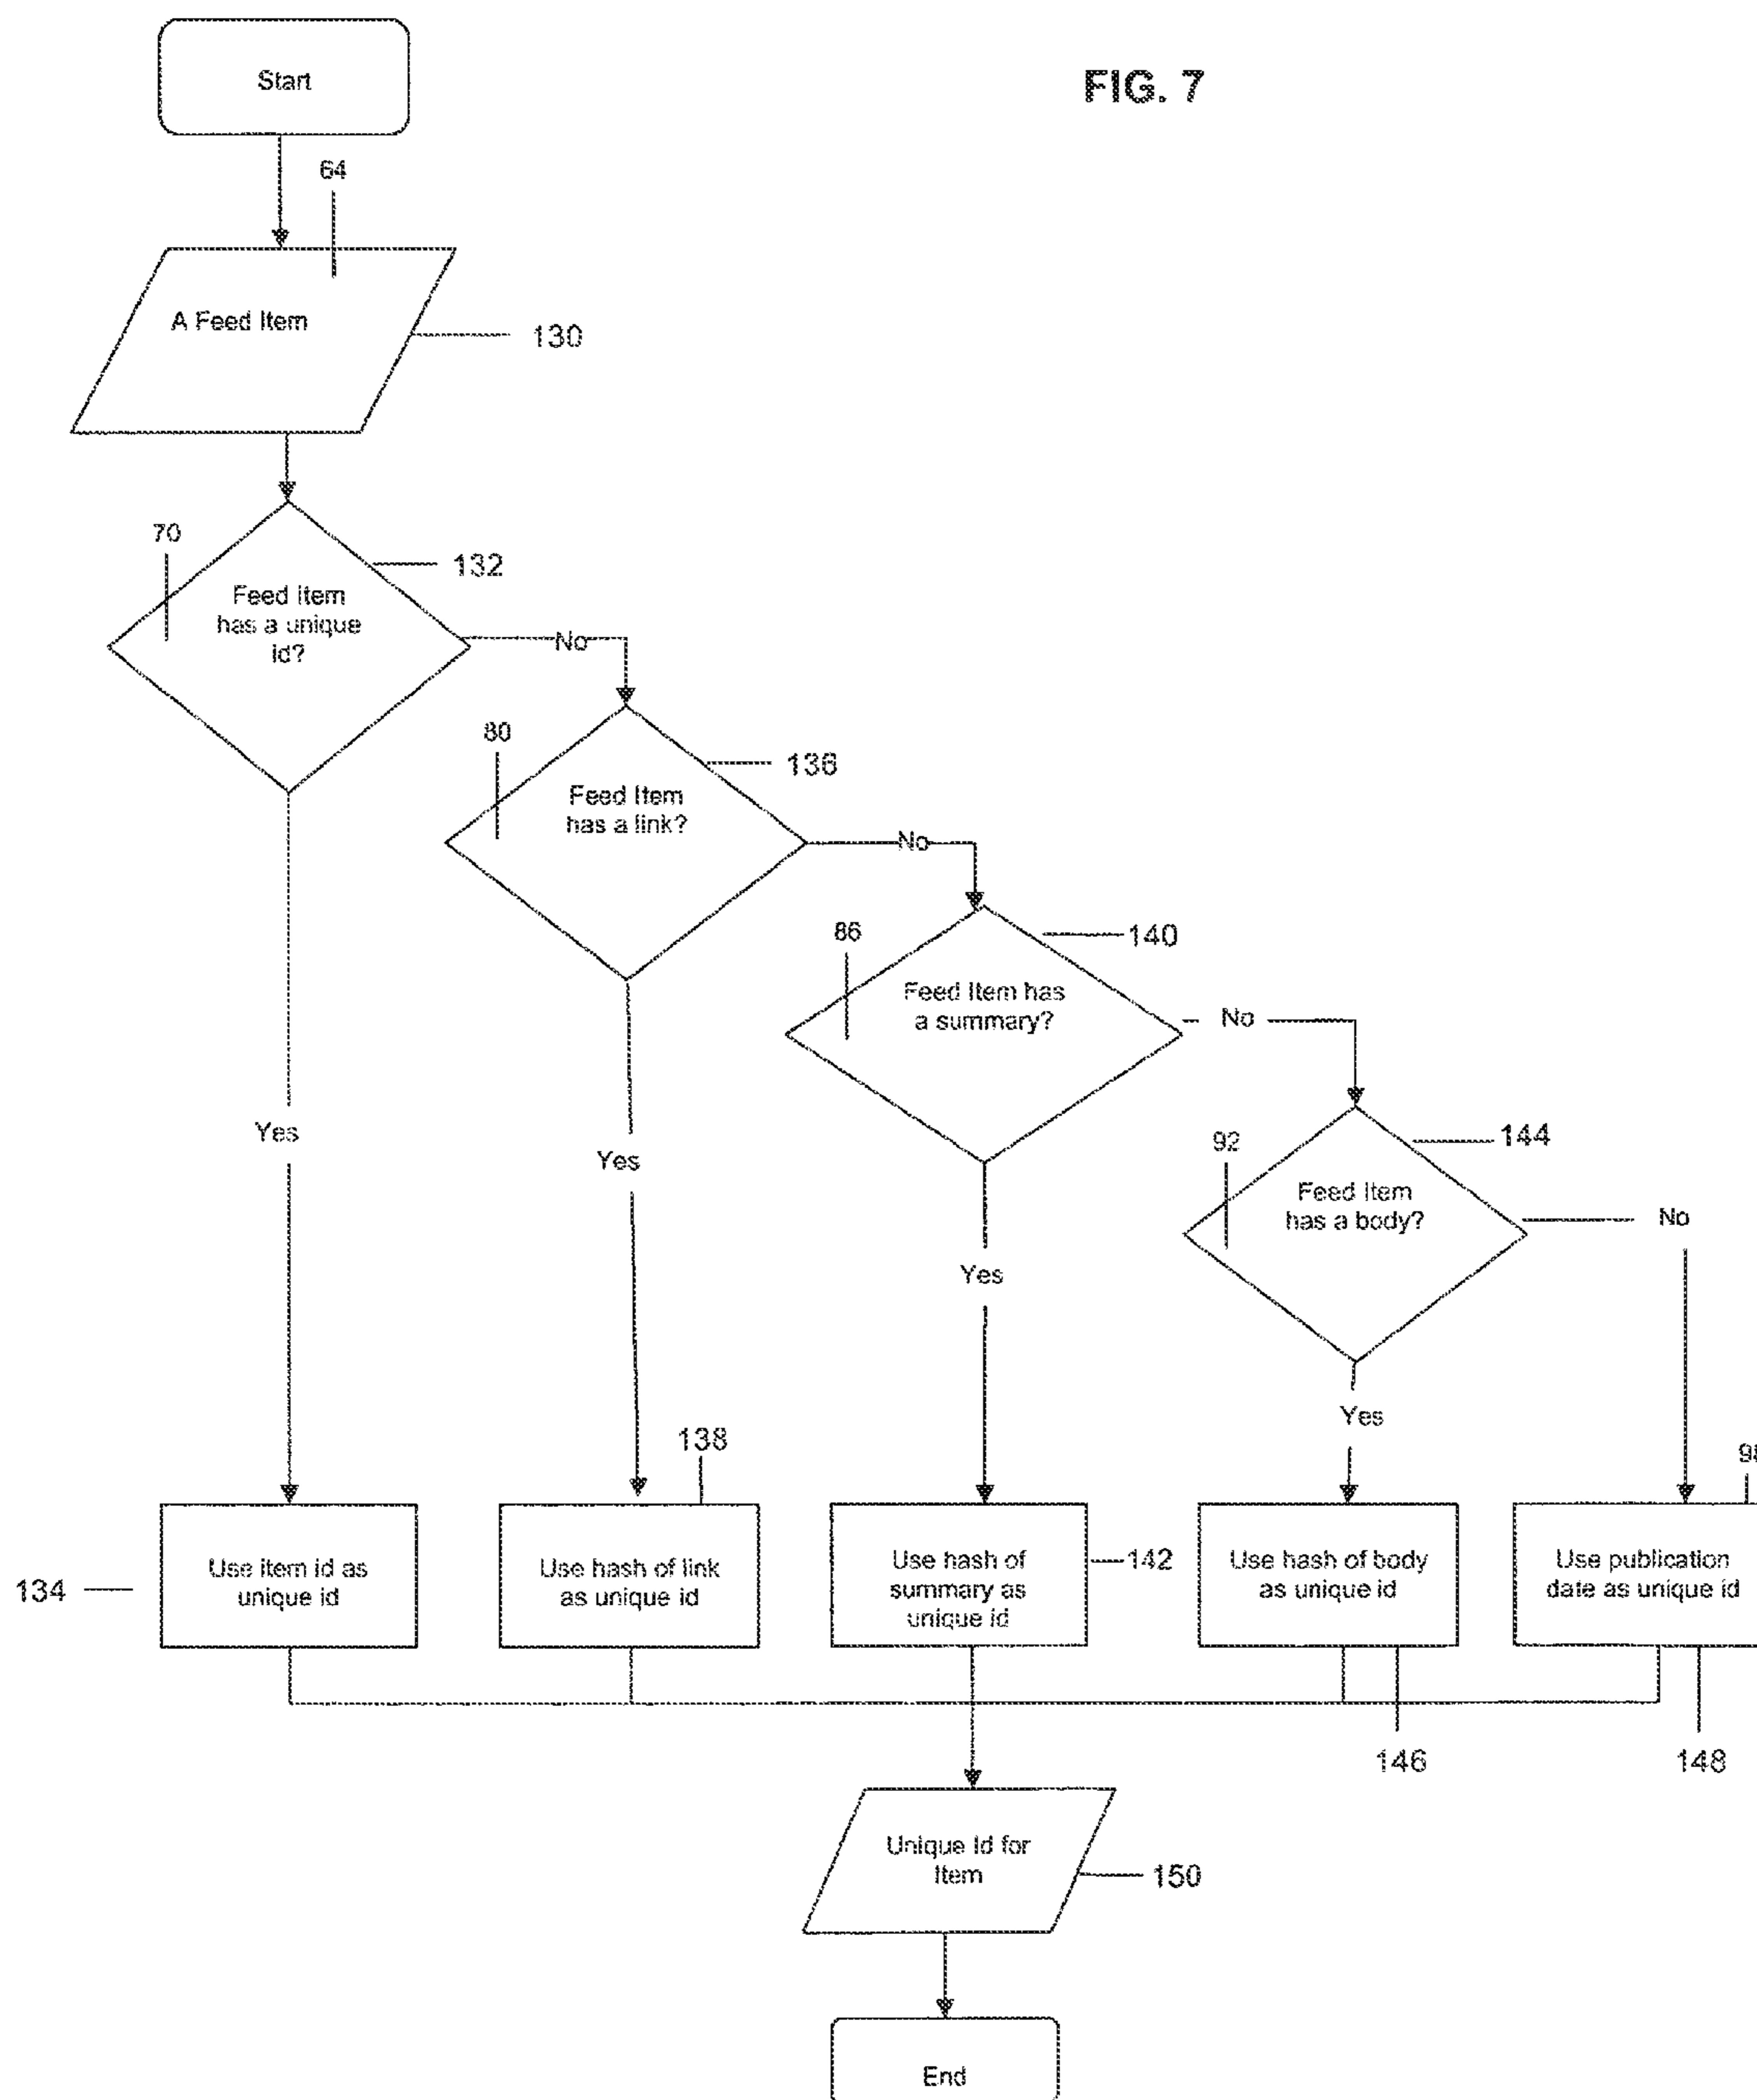 Start
FIG. 7
64
A Feed Item
130
70
132
Feed Item
has a unique
id?
No
80
136
Feed Item
has a link?
No
86
140
Feed Item has
a summary?
No
Yes
Yes
92
144
Feed Item
has a body?
No
Yes
Yes
138
134
Use item id as
unique id
Use hash of link
as unique id
Use hash of
summary as
unique id
142
Use hash of body
as unique id
Use publication
date as unique id
146
148
Unique Id for
Item
150
End